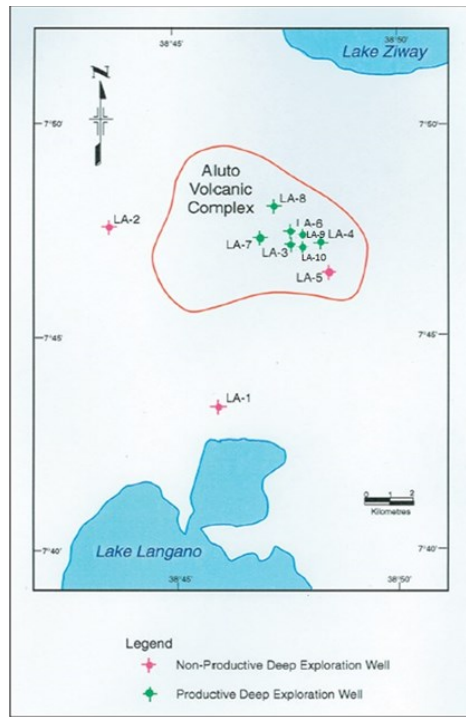 38°45'
38°50'
Lake Ziway
N
7°50'
7°50'
Aluto
Volcanic
Complex
LA-8
LA-2
LA-6
LA-9
LA-4
LA-7
LA-3
LA-10
LA-5
7°45'
7°45'
LA-1
0 1 2
Kilometres
Lake Langano
7°40'
7°40'
38°45'
38°50'
Legend
Non-Productive Deep Exploration Well
Productive Deep Exploration Well